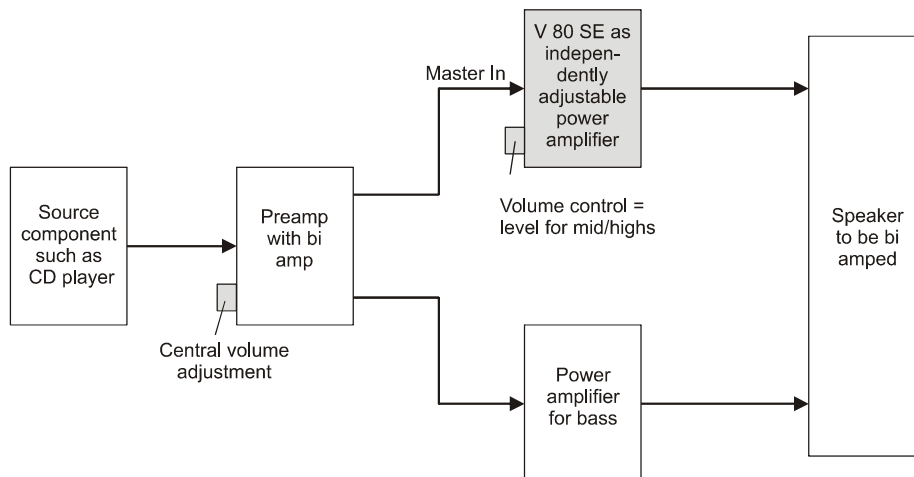 Source
component
such as
CD player
Preamp
with bi
amp
Central volume
adjustment
Master In
V 80 SE as
indepen-
dently
adjustable
power
amplifier
Volume control =
level for mid/highs
Power
amplifier
for bass
Speaker
to be bi
amped